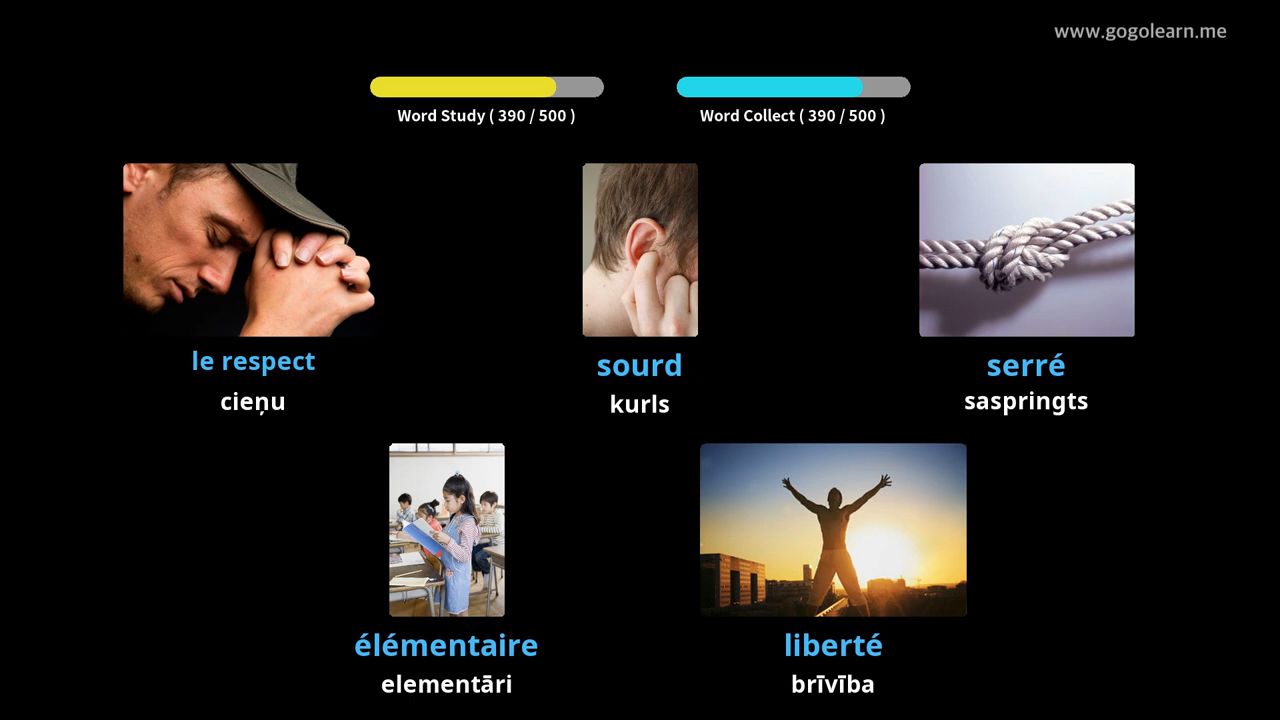 www.gogolearn.me
Word Study ( 390 / 500 )
Word Collect ( 390 / 500 )
le respect
cieņu
sourd
kurls
serré
saspringts
élémentaire
elementāri
liberté
brīvība